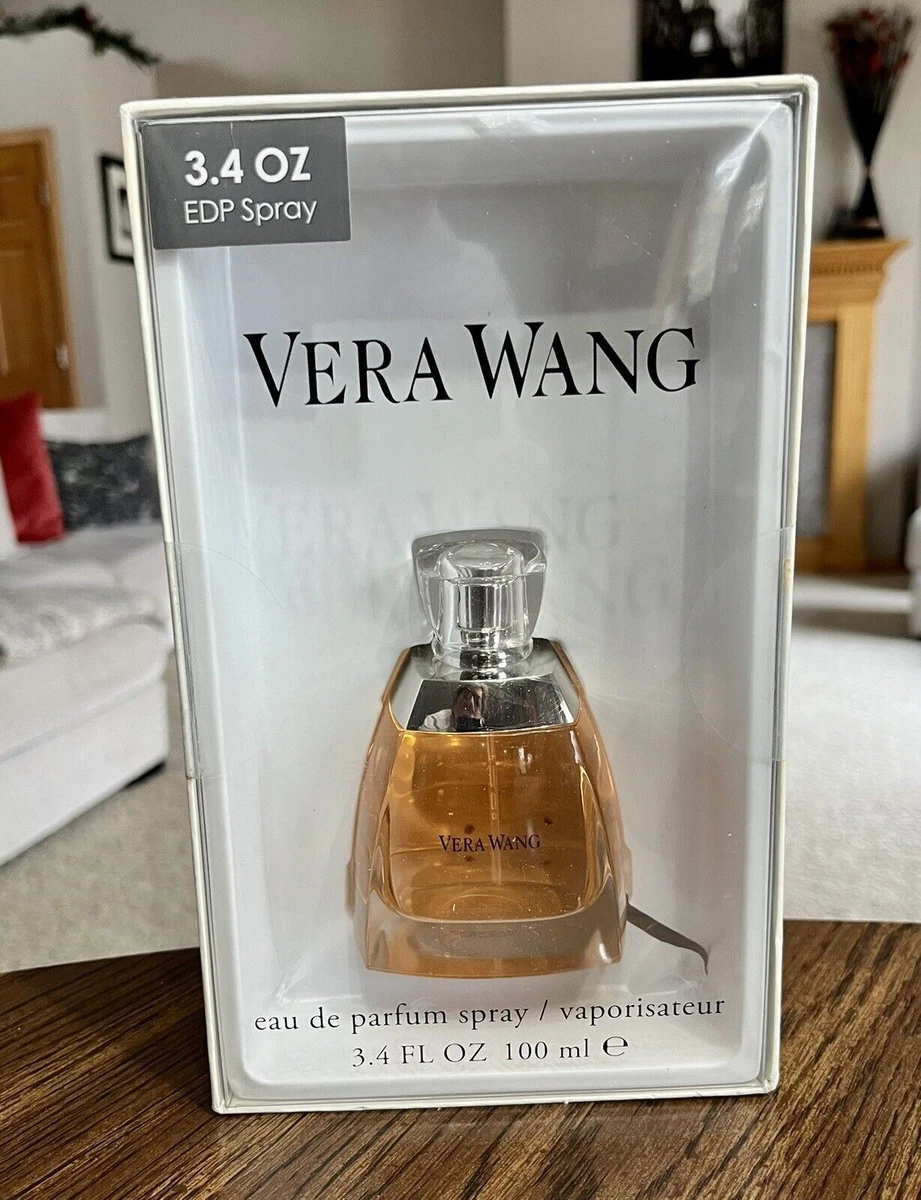 3.4 OZ
EDP Spray
VERA WANG
VERA WANG
eau de parfum spray / vaporisateur
3.4 FL OZ 100 ml ℮